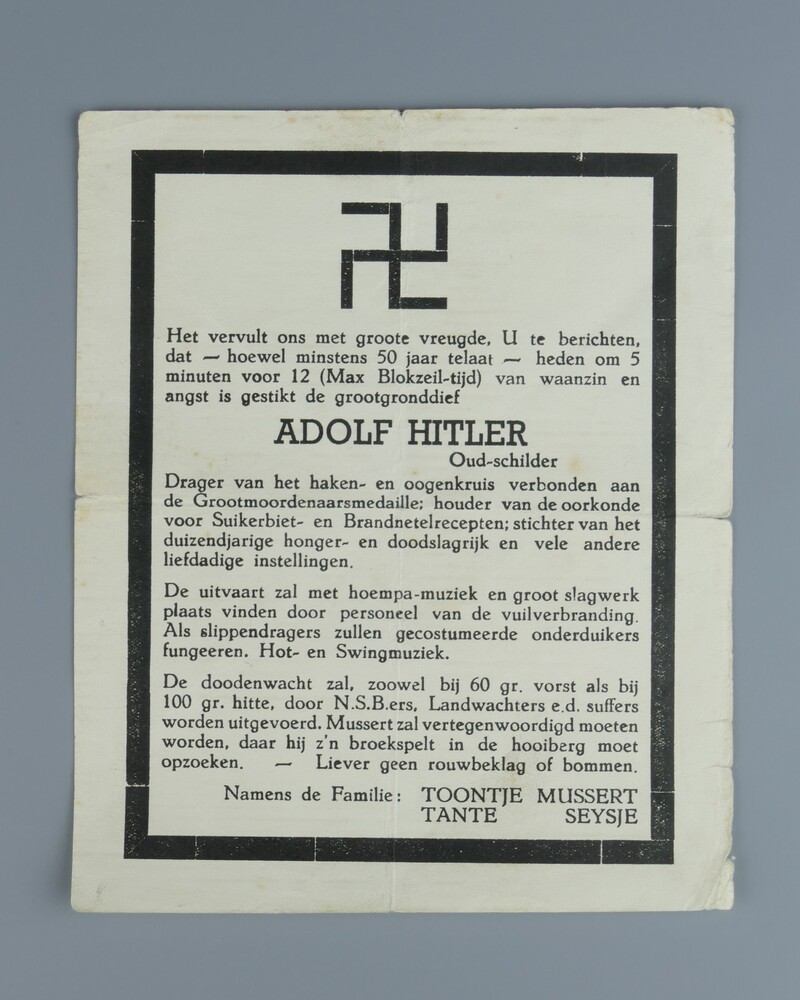 Het vervult ons met groote vreugde, U te berichten,
dat — hoewel minstens 50 jaar telaat — heden om 5
minuten voor 12 (Max Blokzeil-tijd) van waanzin en
angst is gestikt de grootgronddief
ADOLF HITLER
Oud-schilder
Drager van het haken- en oogenkruis verbonden aan
de Grootmoordenaarsmedaille; houder van de oorkonde
voor Suikerbiet- en Brandnetelrecepten; stichter van het
duizendjarige honger- en doodslagrijk en vele andere
liefdadige instellingen.
De uitvaart zal met hoempa-muziek en groot slagwerk
plaats vinden door personeel van de vuilverbranding.
Als slippendragers zullen gecostumeerde onderduikers
fungeeren. Hot- en Swingmuziek.
De doodenwacht zal, zoowel bij 60 gr. vorst als bij
100 gr. hitte, door N.S.B.ers, Landwachters e.d. suffers
worden uitgevoerd. Mussert zal vertegenwoordigd moeten
worden, daar hij z'n broekspelt in de hooiberg moet
opzoeken. — Liever geen rouwbeklag of bommen.
Namens de Familie: TOONTJE MUSSERT
TANTE SEYSJE